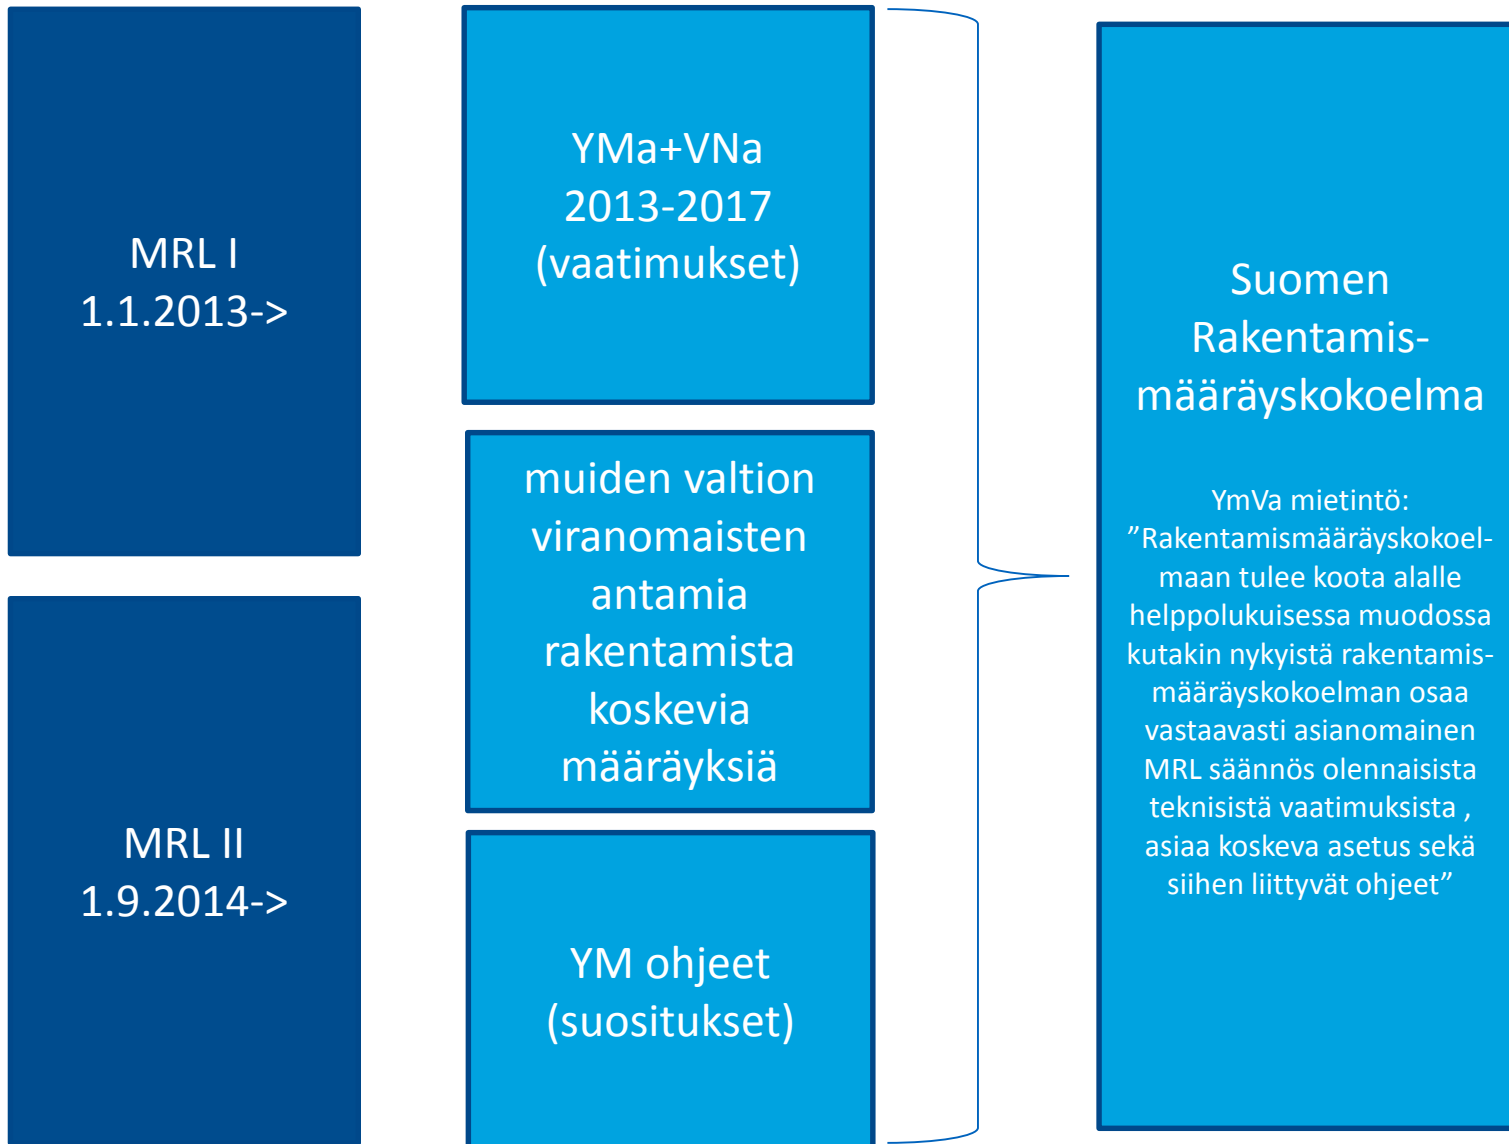 MRL I
1.1.2013->
MRL II
1.9.2014->
YMa+VNa
2013-2017
(vaatimukset)
muiden valtion
viranomaisten
antamia
rakentamista
koskevia
määräyksiä
YM ohjeet
(suositukset)
Suomen
Rakentamis-
määräyskokoelma
YmVa mietintö:
”Rakentamismääräyskokoel-
maan tulee koota alalle
helppolukuisessa muodossa
kutakin nykyistä rakentamis-
määräyskokoelman osaa
vastaavasti asianomainen
MRL säännös olennaisista
teknisistä vaatimuksista ,
asiaa koskeva asetus sekä
siihen liittyvät ohjeet”